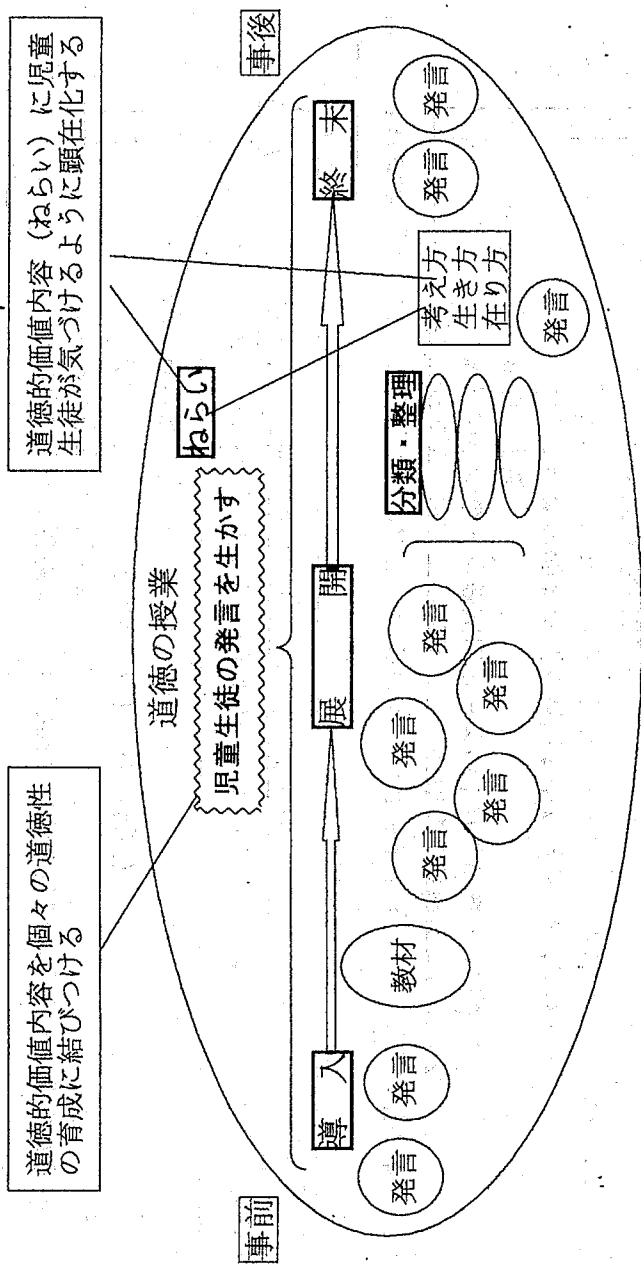 道徳的価値内容を個々の道徳性
の育成に結びつける
道徳的価値内容（ねらい）に児童
生徒が気づけるように顕在化する
事前
事後
道徳の授業
児童生徒の発言を生かす
ねらい
導　入
展　開
終　末
発言
発言
教材
発言
発言
発言
発言
発言
分類・整理
考え方
生き方
在り方
発言
発言
発言